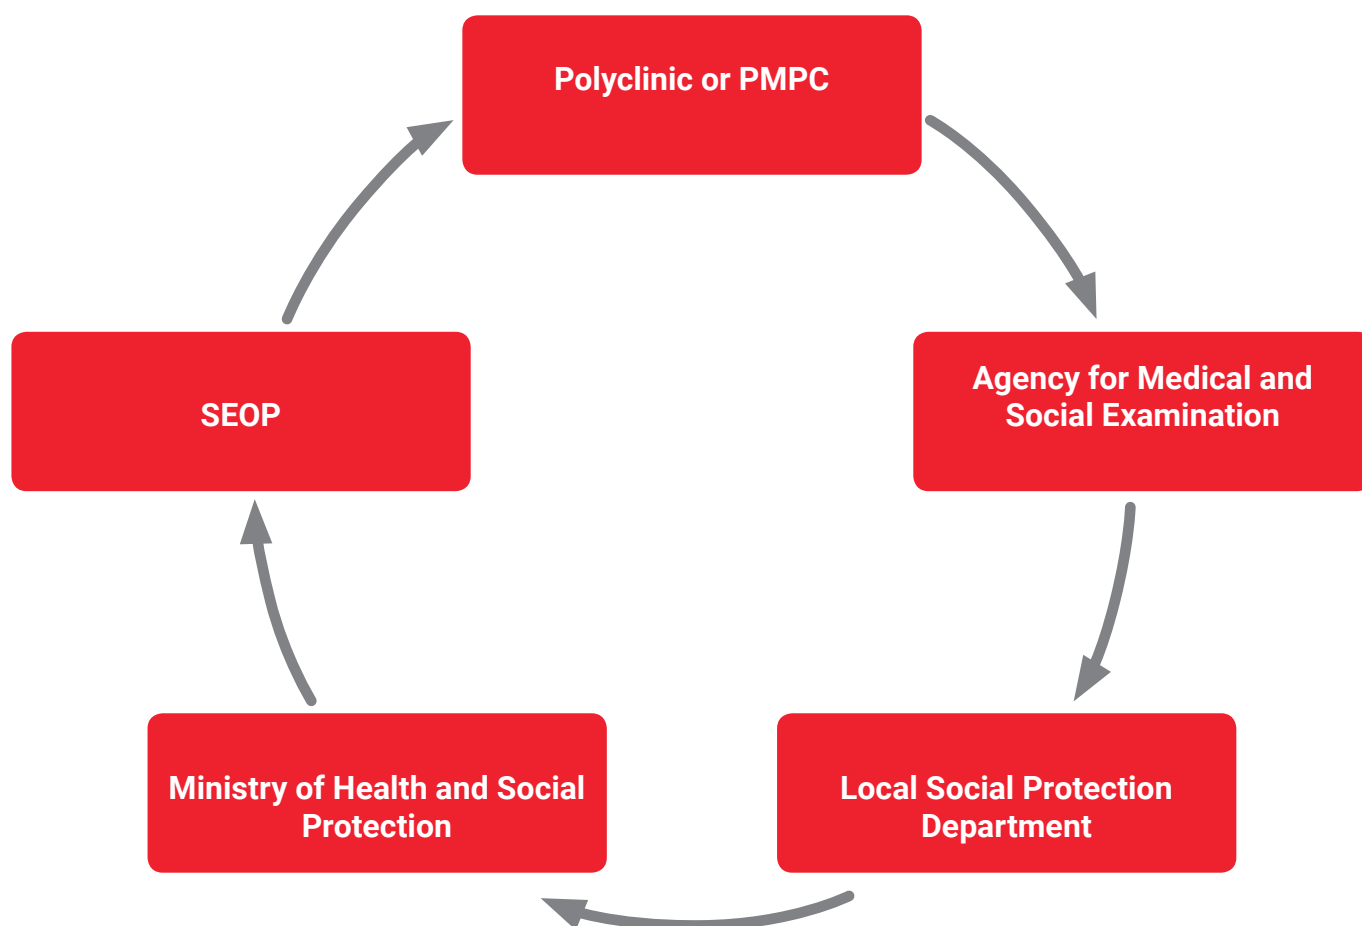 Polyclinic or PMPC
Agency for Medical and
Social Examination
Local Social Protection
Department
Ministry of Health and Social
Protection
SEOP